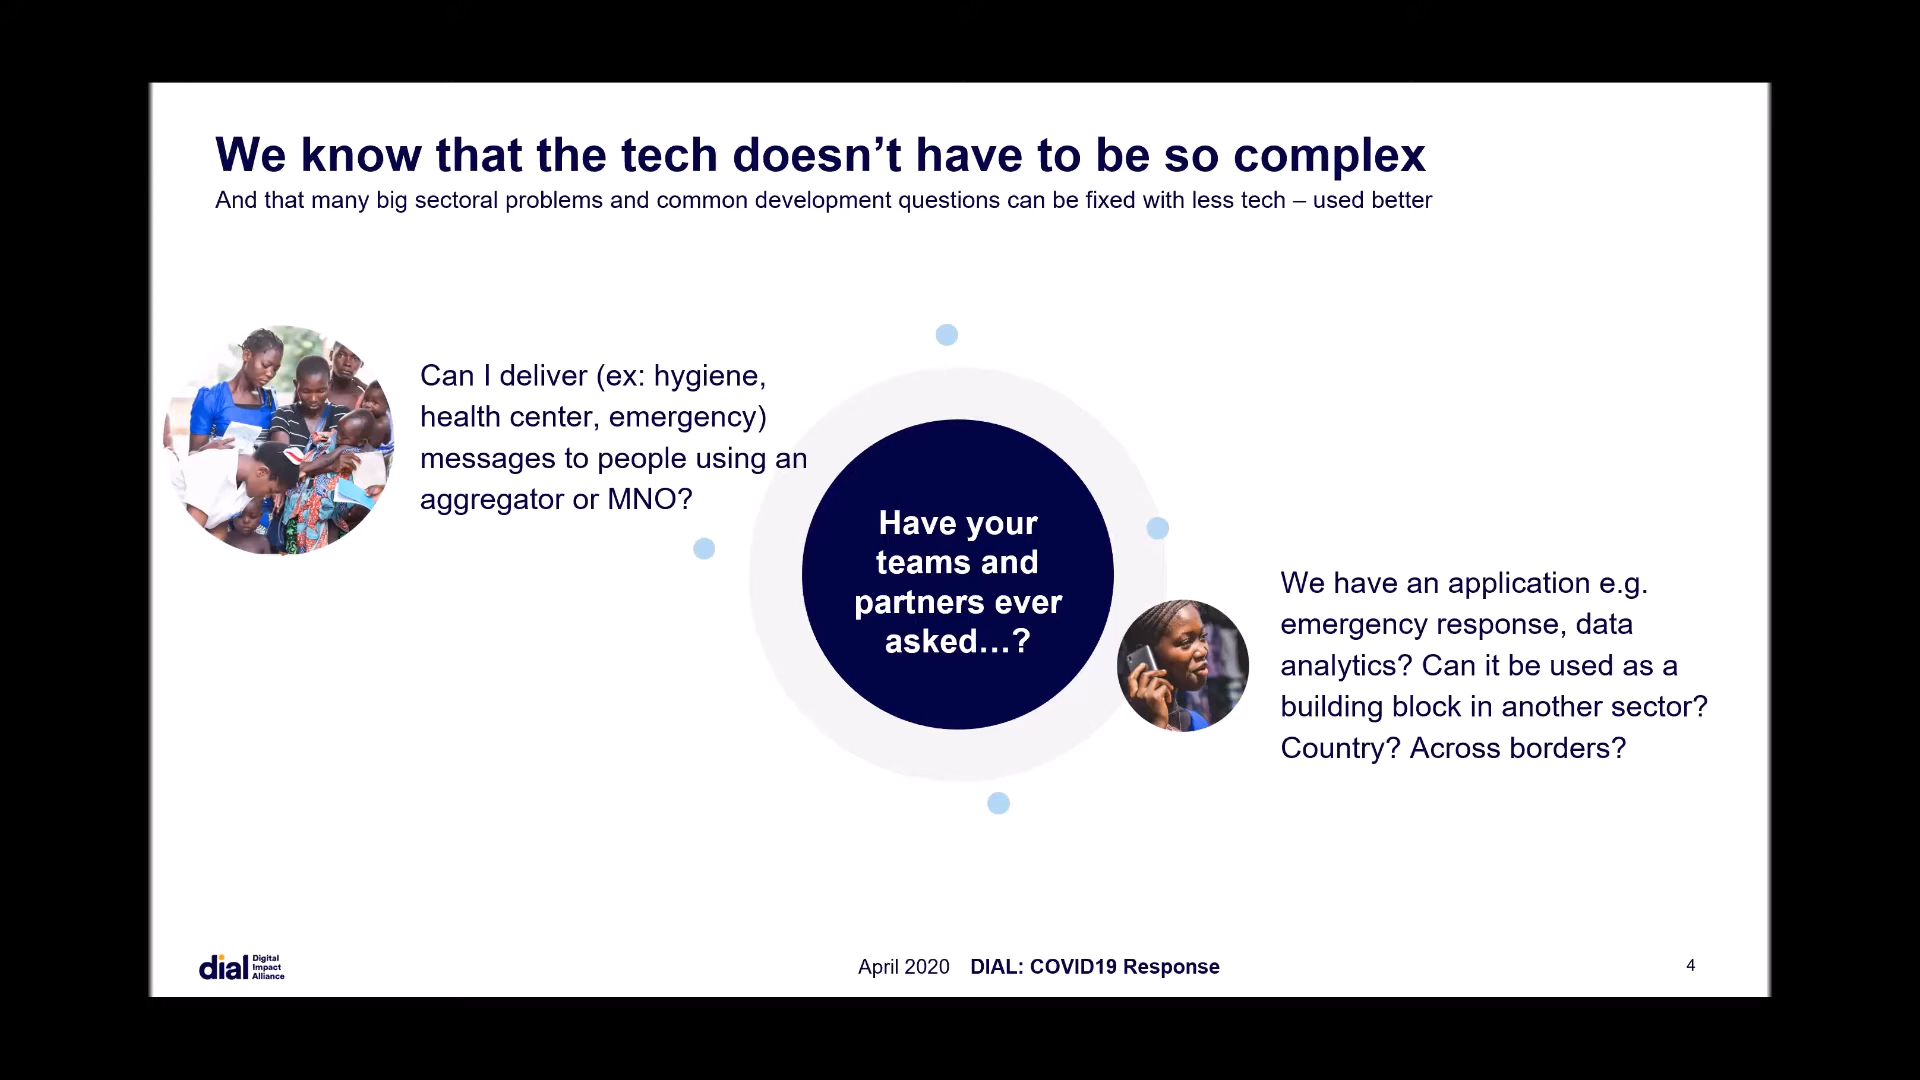 We know that the tech doesn’t have to be so complex
And that many big sectoral problems and common development questions can be fixed with less tech – used better
Can I deliver (ex: hygiene,
health center, emergency)
messages to people using an
aggregator or MNO?
Have your
teams and
partners ever
asked…?
We have an application e.g.
emergency response, data
analytics? Can it be used as a
building block in another sector?
Country? Across borders?
dial Digital
Impact
Alliance
April 2020 DIAL: COVID19 Response
4